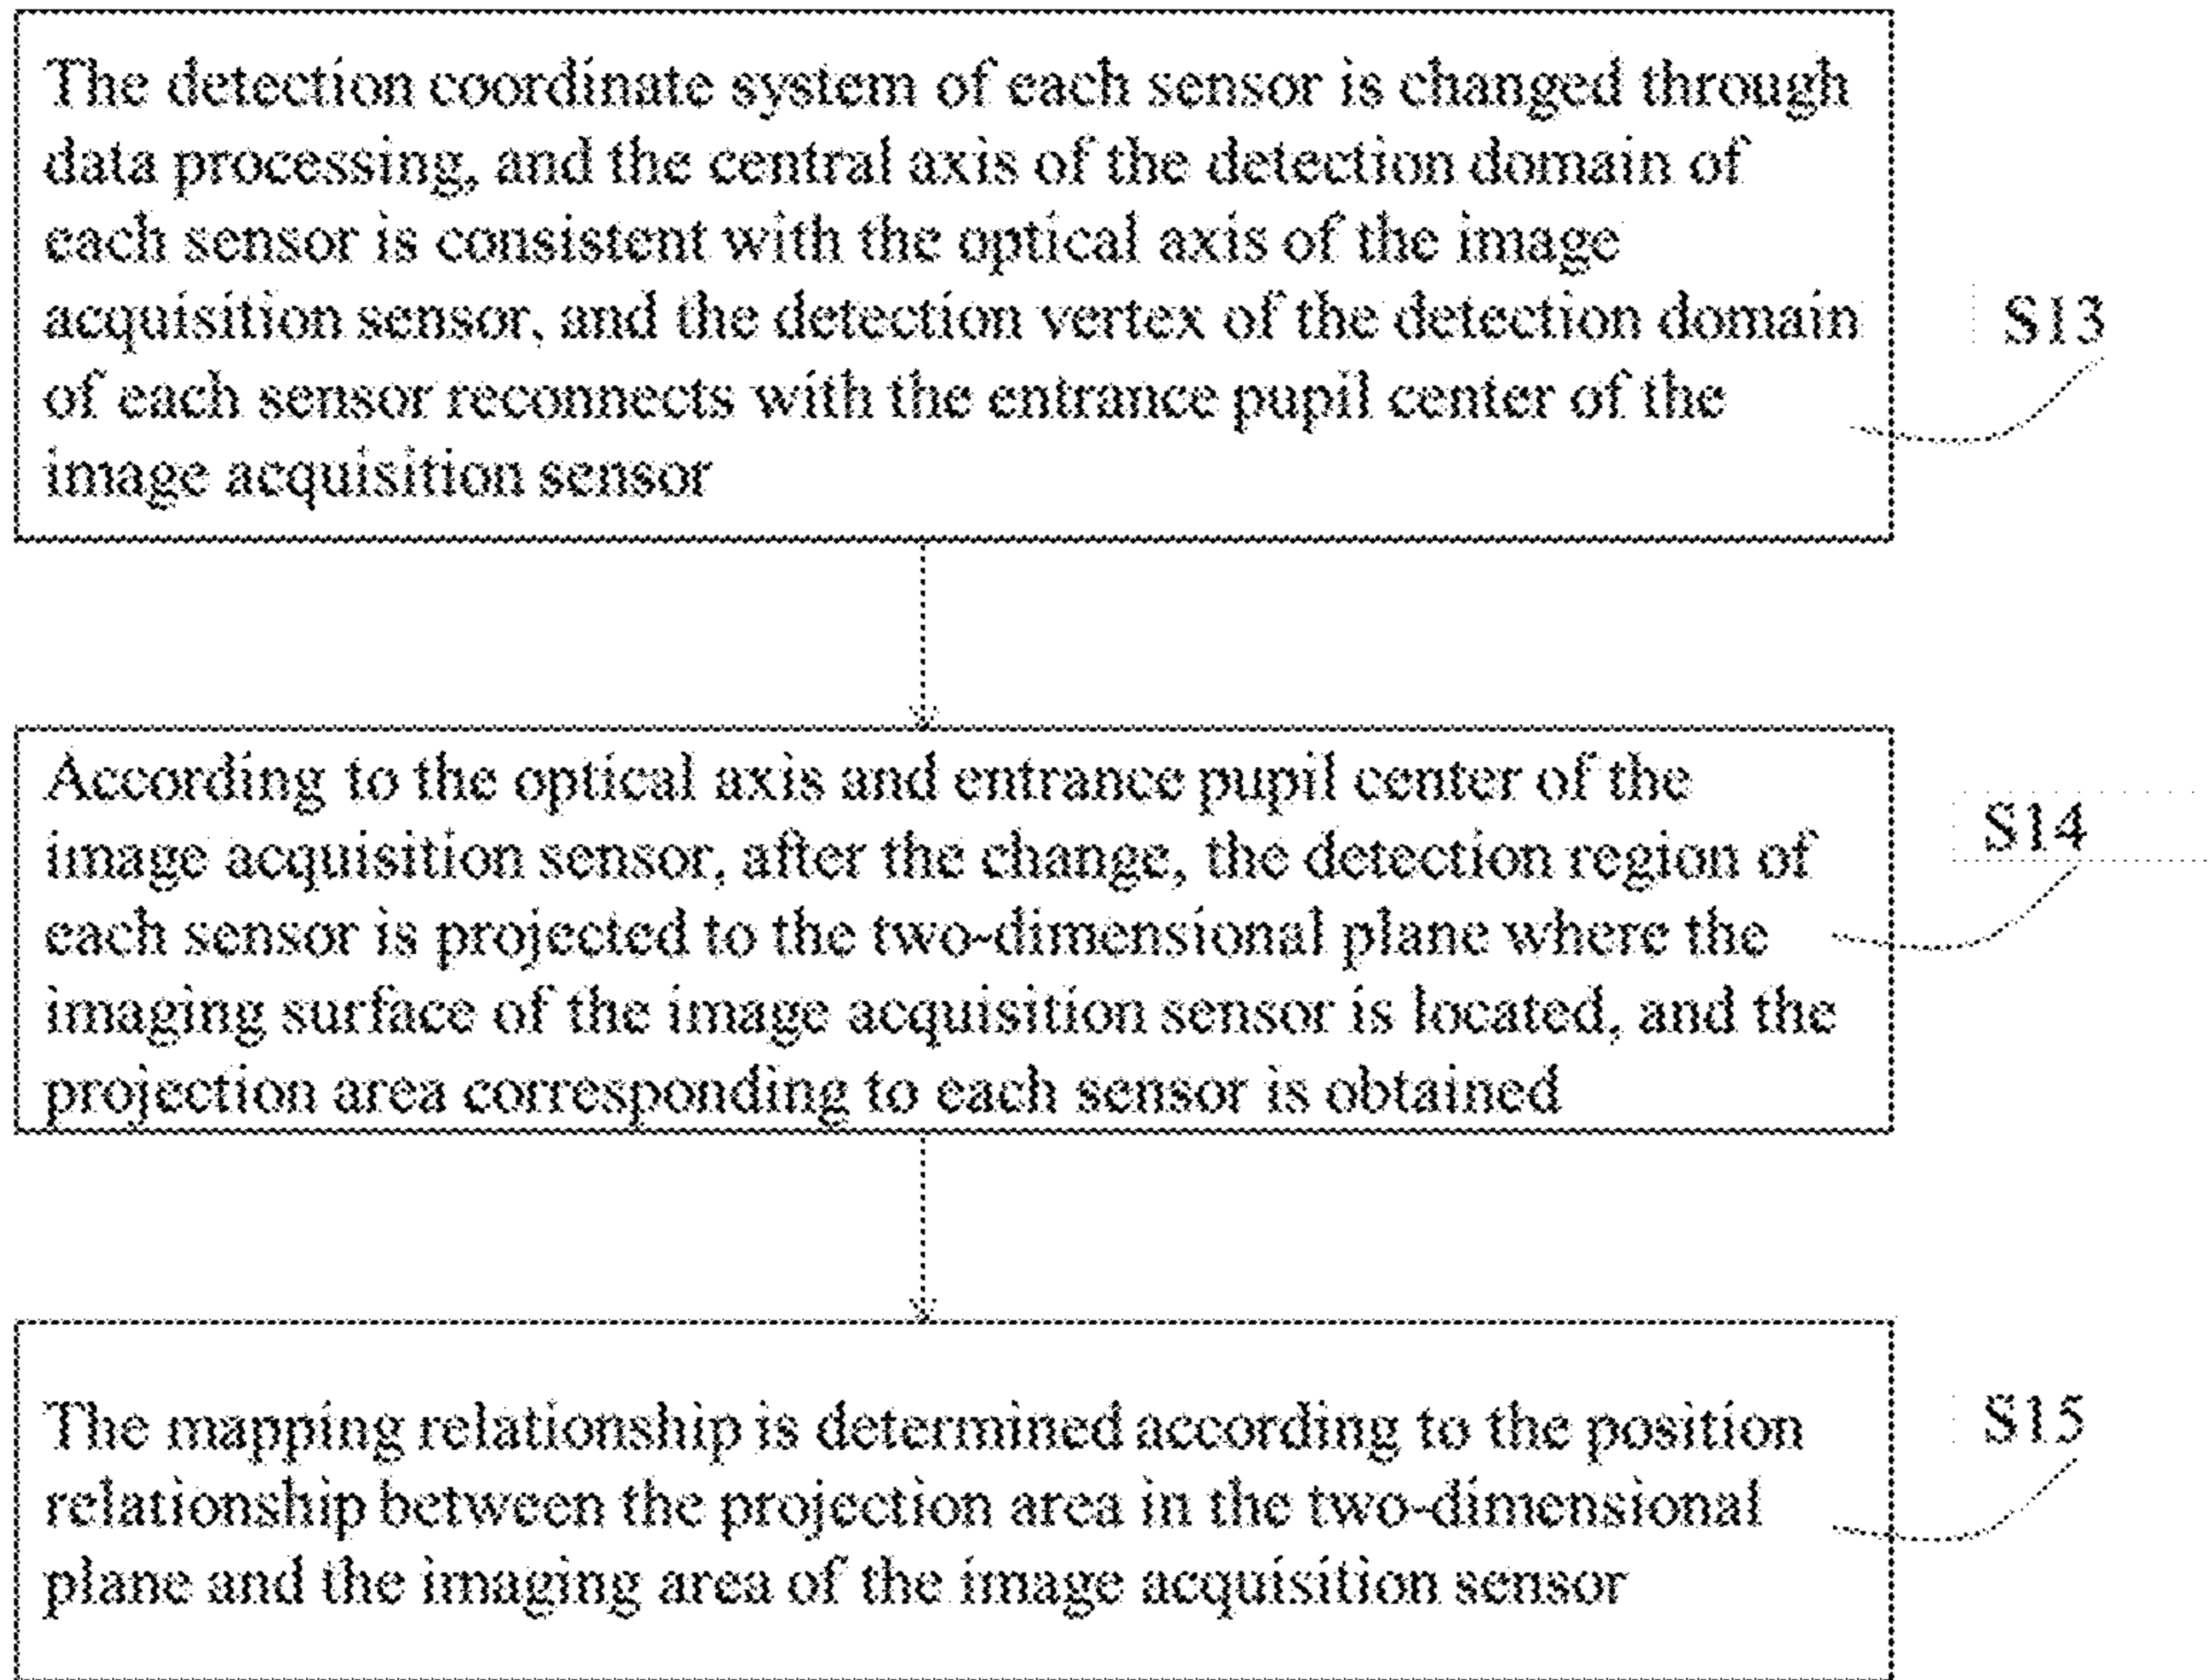 The detection coordinate system of each sensor is changed through
data processing, and the central axis of the detection domain of
each sensor is consistent with the optical axis of the image
acquisition sensor, and the detection vertex of the detection domain
of each sensor reconnects with the entrance pupil center of the
image acquisition sensor
S13
According to the optical axis and entrance pupil center of the
image acquisition sensor, after the change, the detection region of
each sensor is projected to the two-dimensional plane where the
imaging surface of the image acquisition sensor is located, and the
projection area corresponding to each sensor is obtained
S14
The mapping relationship is determined according to the position
relationship between the projection area in the two-dimensional
plane and the imaging area of the image acquisition sensor
S15